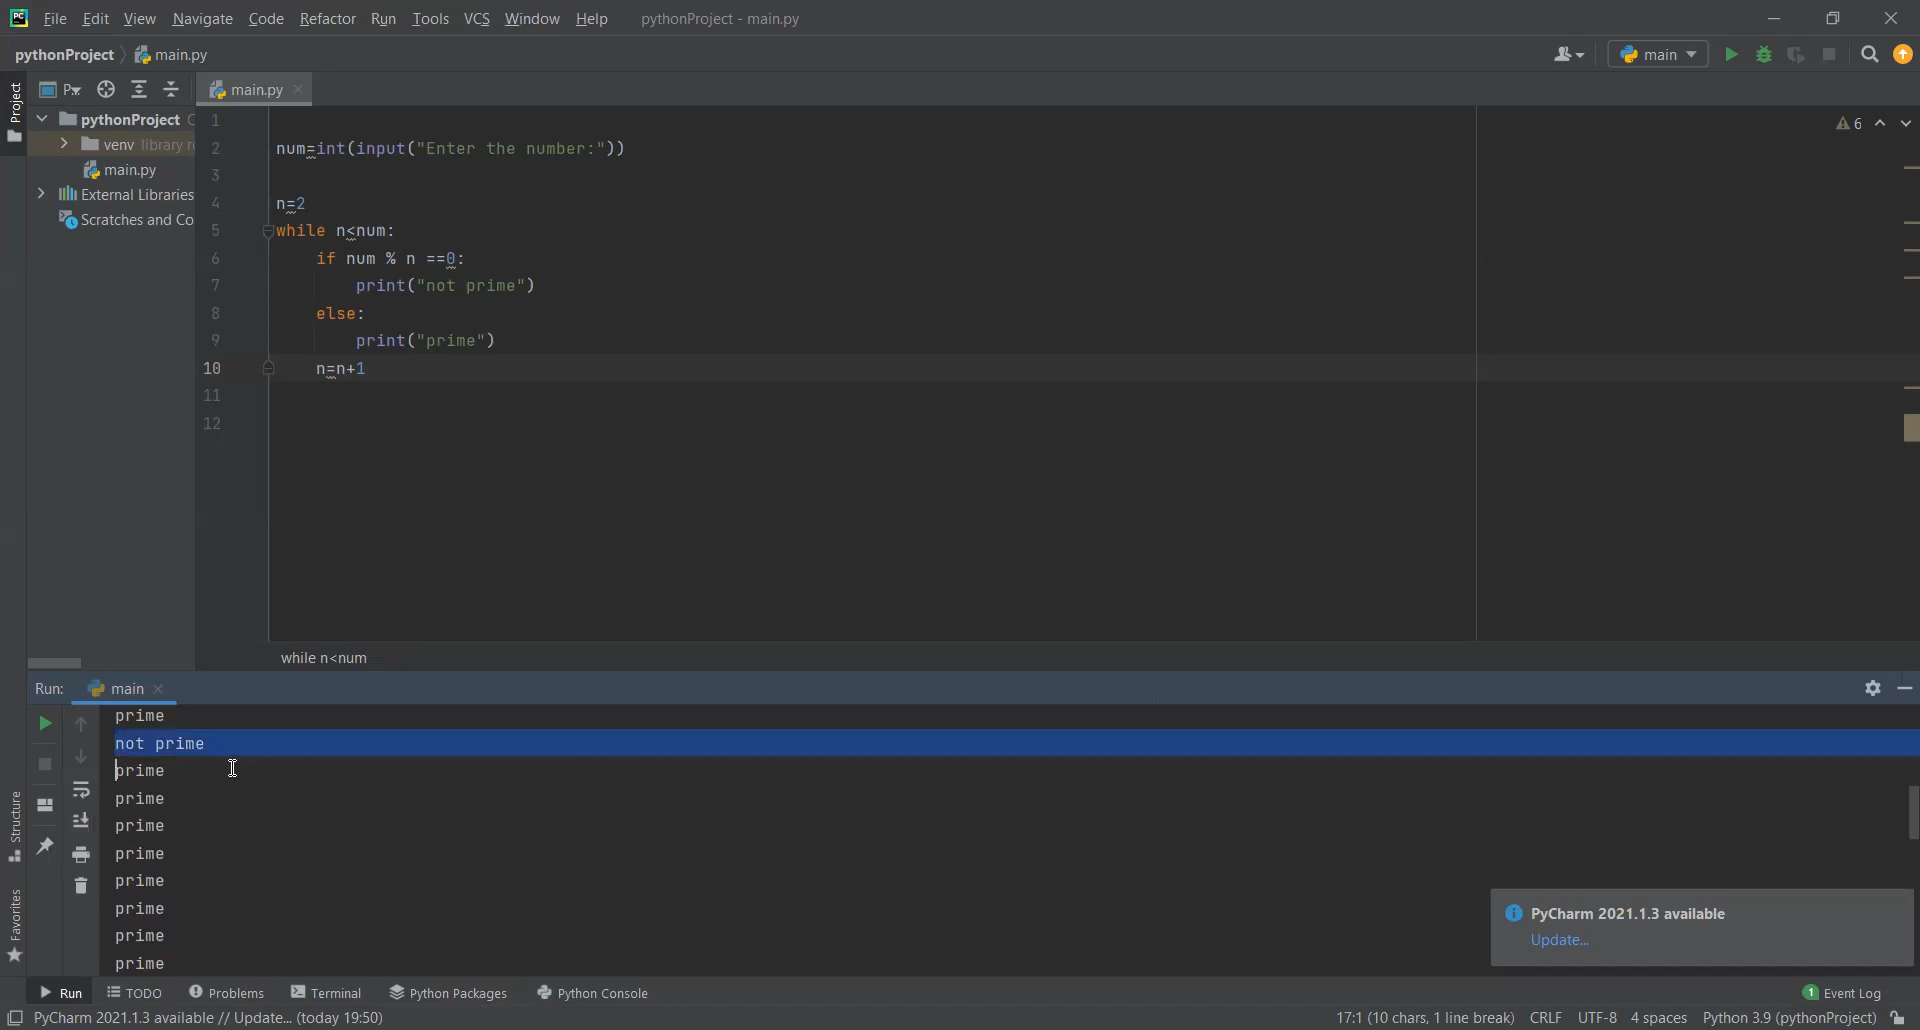 PC File Edit View Navigate Code Refactor Run Tools VCS Window Help pythonProject - main.py
pythonProject main.py main
Project P main.py
pythonProject
venv library r
main.py
External Libraries
Scratches and Co
6
1
2 num=int(input("Enter the number:"))
3
4 n=2
5 while n<num:
6 if num % n ==0:
7 print("not prime")
8 else:
9 print("prime")
10 n=n+1
11
12
while n<num
Run: main
prime
not prime
prime
prime
prime
prime
prime
prime
prime
prime
Structure
Favorites
PyCharm 2021.1.3 available
Update...
Run TODO Problems Terminal Python Packages Python Console 1 Event Log
PyCharm 2021.1.3 available // Update... (today 19:50) 17:1 (10 chars, 1 line break) CRLF UTF-8 4 spaces Python 3.9 (pythonProject)